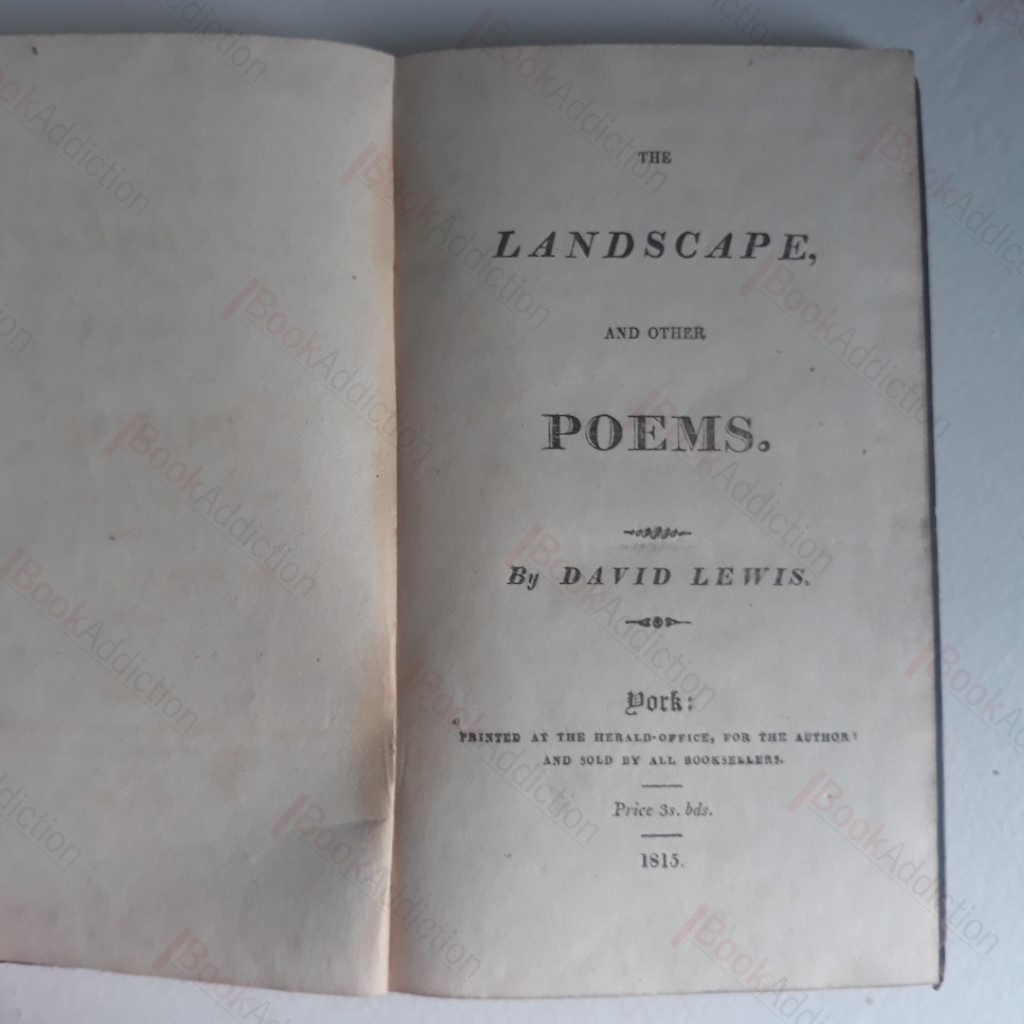 THE
LANDSCAPE,
AND OTHER
POEMS.
By DAVID LEWIS.
York:
PRINTED AT THE HERALD-OFFICE, FOR THE AUTHOR:
AND SOLD BY ALL BOOKSELLERS.
Price 3s. bds.
1815.
BookAddiction